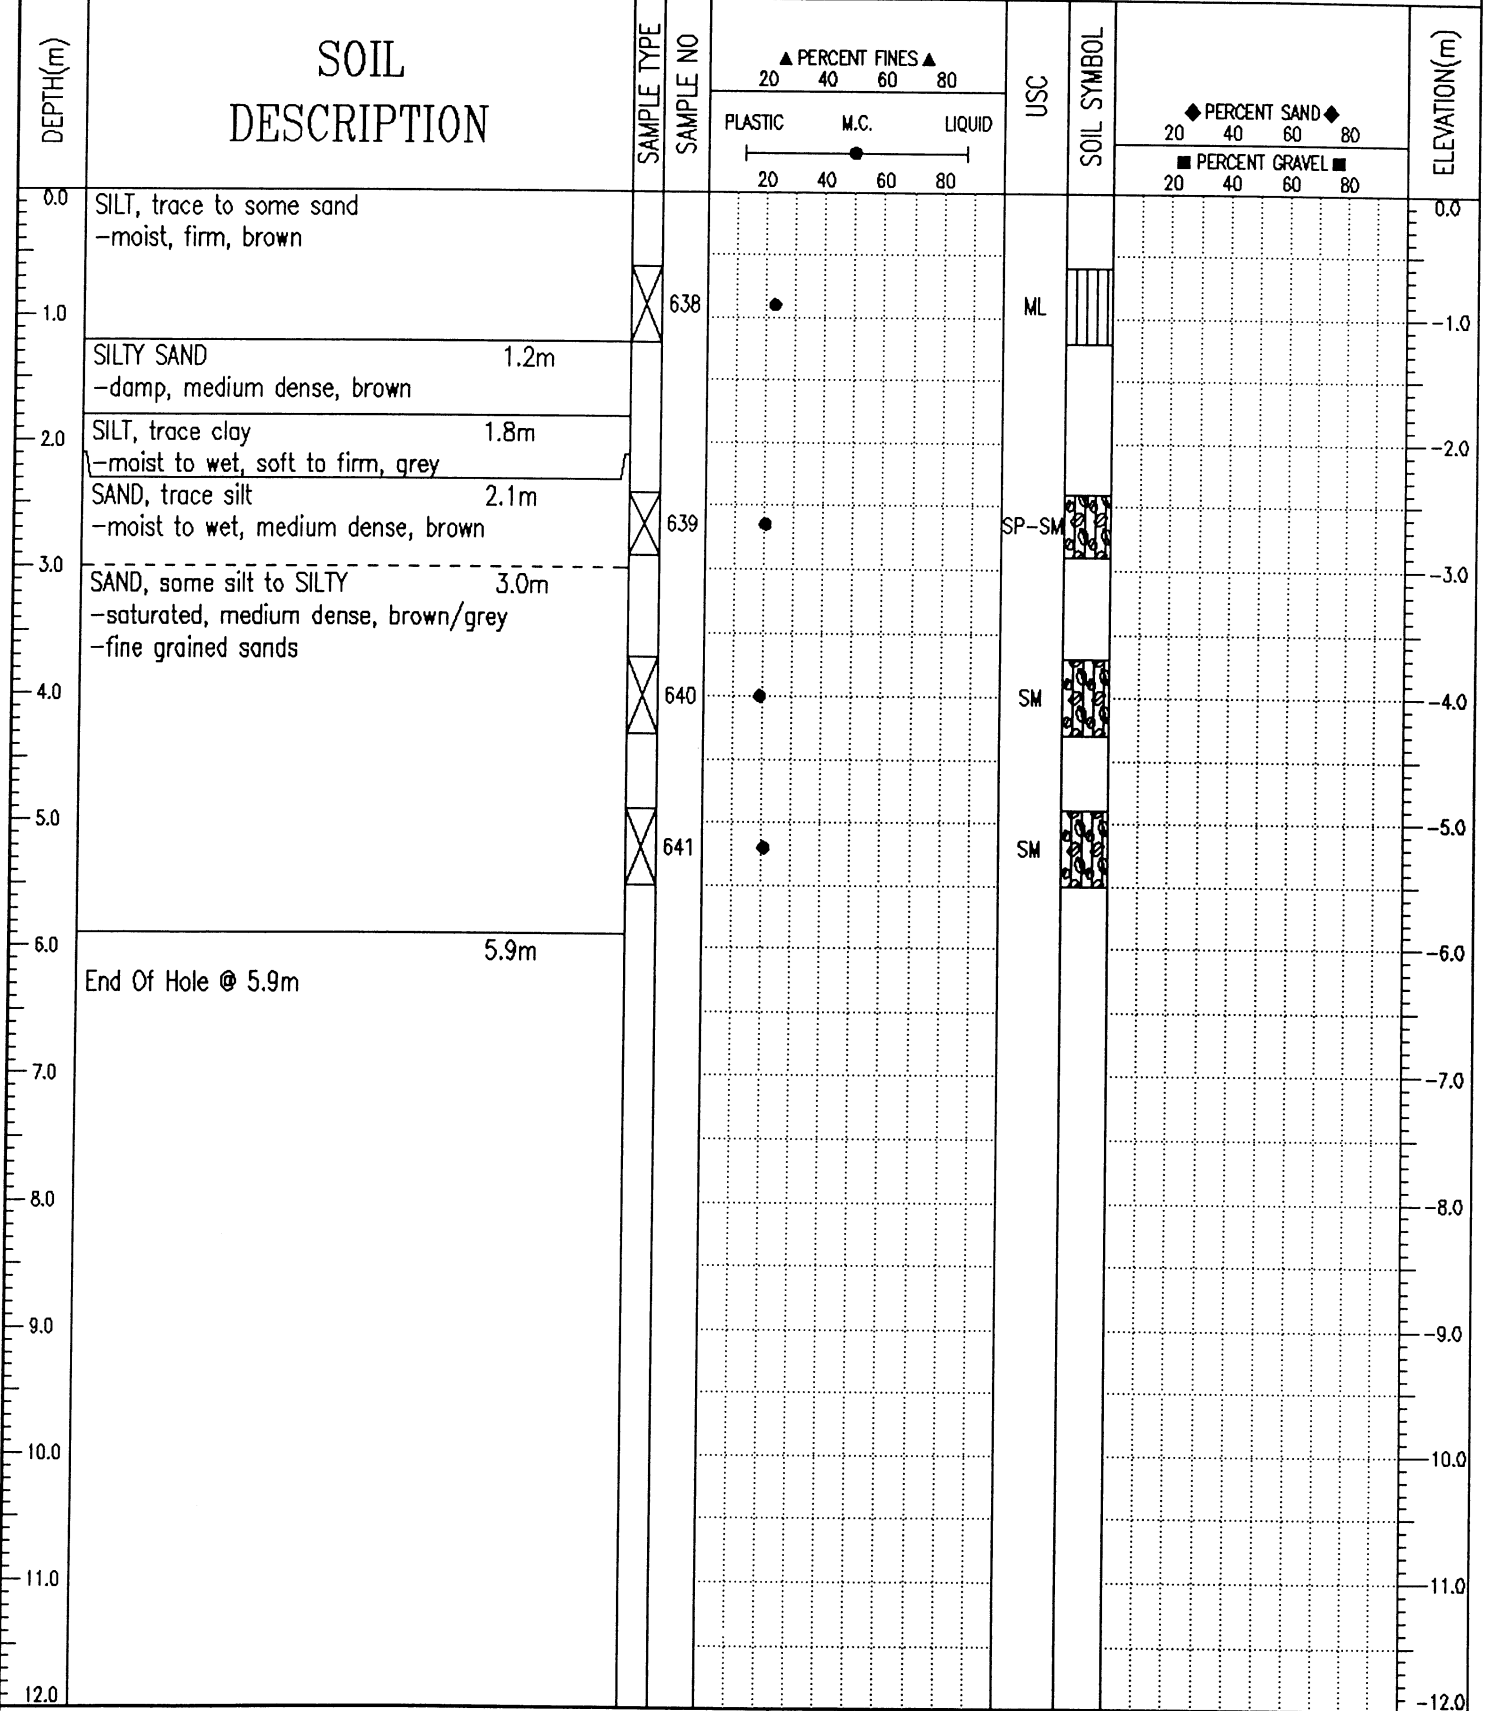 DEPTH(m)
SOIL
DESCRIPTION
SAMPLE TYPE
SAMPLE NO
▲ PERCENT FINES ▲
20 40 60 80
PLASTIC M.C. LIQUID
20 40 60 80
USC
SOIL SYMBOL
◆ PERCENT SAND ◆
20 40 60 80
■ PERCENT GRAVEL ■
20 40 60 80
ELEVATION(m)
0.0
SILT, trace to some sand
0.0
-moist, firm, brown
1.0
638
ML
-1.0
SILTY SAND 1.2m
-damp, medium dense, brown
2.0
SILT, trace clay 1.8m
-2.0
-moist to wet, soft to firm, grey
SAND, trace silt 2.1m
-moist to wet, medium dense, brown
639
SP-SM
3.0
-3.0
SAND, some silt to SILTY 3.0m
-saturated, medium dense, brown/grey
-fine grained sands
4.0
640
SM
-4.0
5.0
-5.0
641
SM
6.0
5.9m
-6.0
End Of Hole @ 5.9m
7.0
-7.0
8.0
-8.0
9.0
-9.0
10.0
-10.0
11.0
-11.0
12.0
-12.0